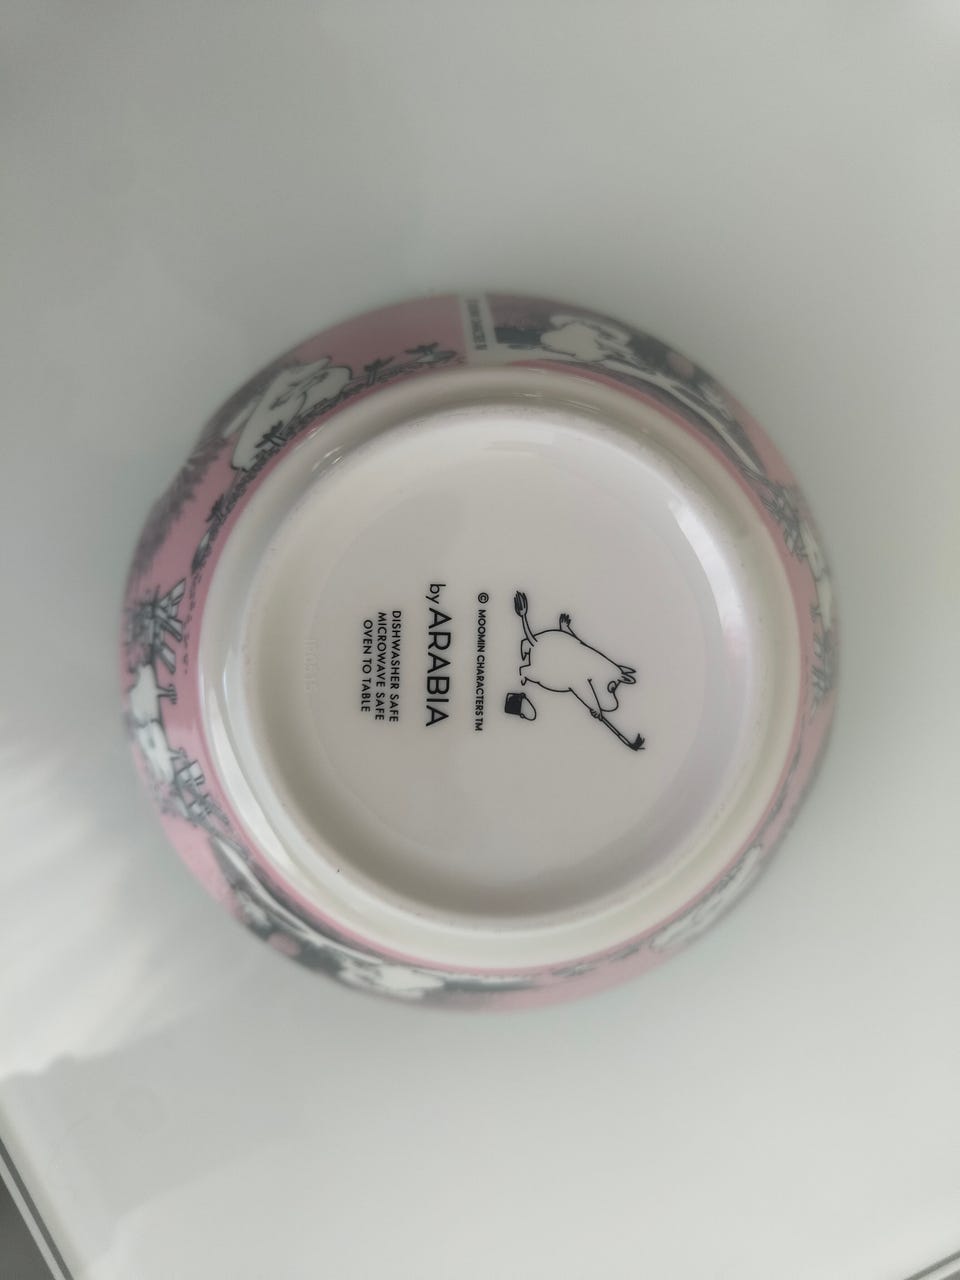 © MOOMIN CHARACTERS TM
by ARABIA
DISHWASHER SAFE
MICROWAVE SAFE
OVEN TO TABLE